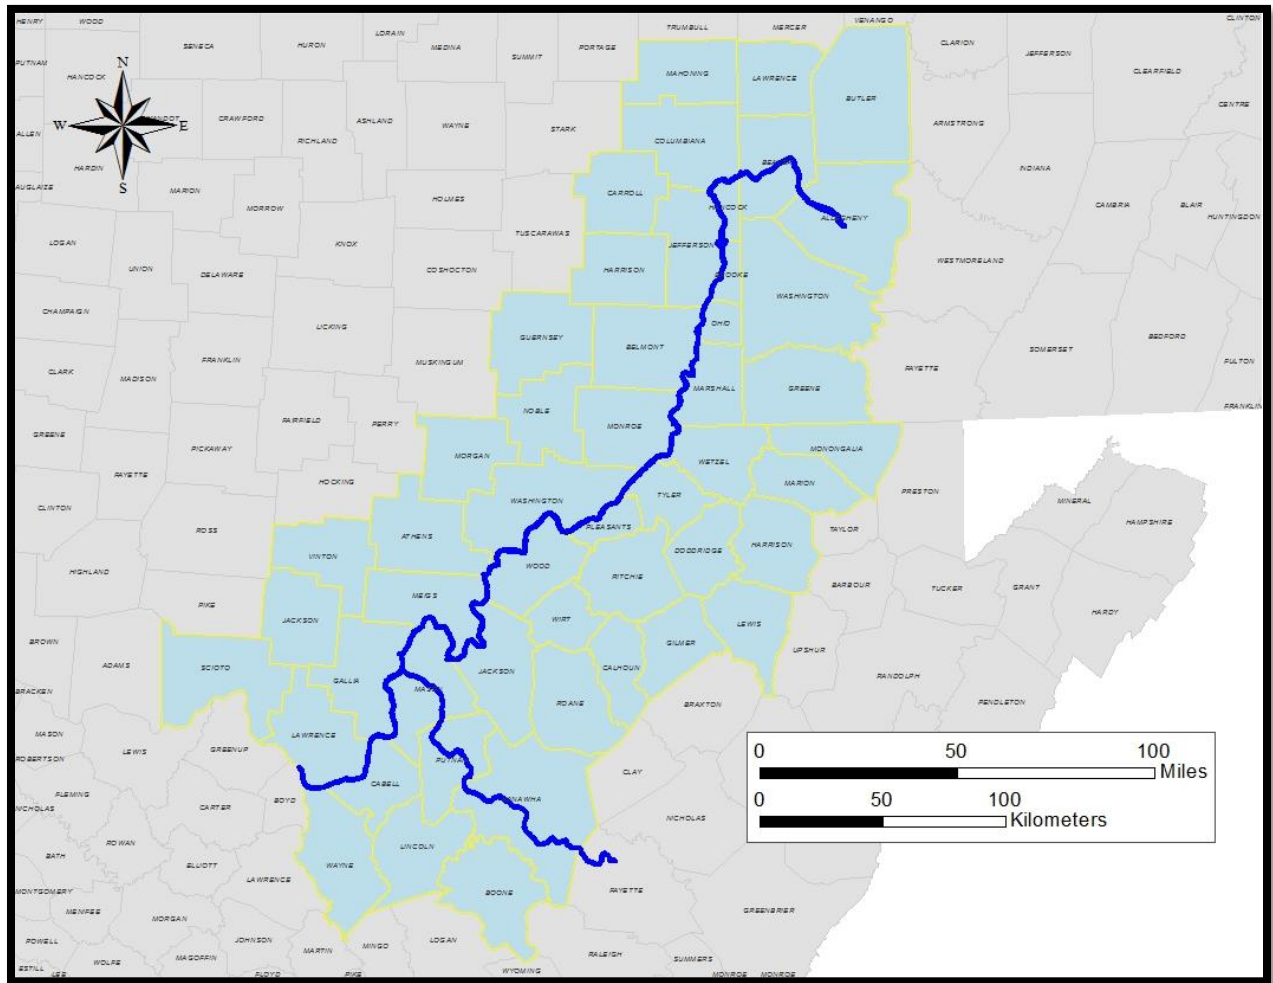 HENRY
WOOD
VENANGO
CLINTON
TRUMBULL
MERCER
LORAIN
SENECA
HURON
MEDINA
PORTAGE
CLARION
JEFFERSON
SUMMIT
PUTNAM
N
HANCOCK
MAHONING
LAWRENCE
CLEARFIELD
BUTLER
CENTRE
W
E
CRAWFORD
ASHLAND
WAYNE
STARK
ARMSTRONG
ALLEN
RICHLAND
COLUMBIANA
HARDIN
INDIANA
AUGLAIZE
S
MARION
CARROLL
HOLMES
CAMBRIA
BLAIR
MORROW
HUNTINGDON
TUSCARAWAS
LOGAN
KNOX
JEFFERSON
WESTMORELAND
UNION
DELAWARE
COSHOCTON
HARRISON
WASHINGTON
CHAMPAIGN
LICKING
OHIO
GUERNSEY
BELMONT
BEDFORD
SOMERSET
FRANKLIN
MUSKINGUM
FULTON
CLARK
MADISON
FAYETTE
MARSHALL
GREENE
NOBLE
FRANKLIN
FAIRFIELD
PERRY
MONROE
GREENE
PICKAWAY
MORGAN
WETZEL
MONONGALIA
FAYETTE
HOCKING
MARION
PRESTON
TYLER
WASHINGTON
MINERAL
CLINTON
HAMPSHIRE
ROSS
PLEASANTS
TAYLOR
ATHENS
HARRISON
DODDRIDGE
VINTON
WOOD
HIGHLAND
RITCHIE
BARBOUR
TUCKER
GRANT
MEIGS
PIKE
HARDY
JACKSON
WIRT
LEWIS
BROWN
GILMER
UPSHUR
ADAMS
SCIOTO
CALHOUN
JACKSON
GALLIA
RANDOLPH
BRACKEN
ROANE
BRAXTON
PENDLETON
MASON
LAWRENCE
LEWIS
GREENUP
ROBERTSON
0 50 100
Miles
CLAY
CABELL
FLEMING
BOYD
NICHOLAS
CARTER
0 50 100
Kilometers
NICHOLAS
ROWAN
LINCOLN
BATH
ELLIOTT
WAYNE
LAWRENCE
MONTGOMERY
FAYETTE
BOONE
MENIFEE
GREENBRIER
MORGAN
POWELL
JOHNSON
MINGO
LOGAN
MARTIN
RALEIGH
MAGOFFIN
SUMMERS
WOLFE
ESTILL
LEE
FLOYD
PIKE
WYOMING
MONROE
MONROE